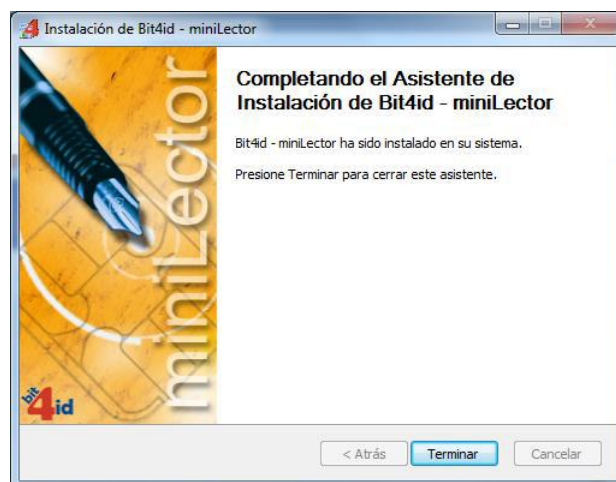 Instalación de Bit4id - miniLector
miniLector
Completando el Asistente de
Instalación de Bit4id - miniLector
Bit4id - miniLector ha sido instalado en su sistema.
Presione Terminar para cerrar este asistente.
bit4id
< Atrás
Terminar
Cancelar